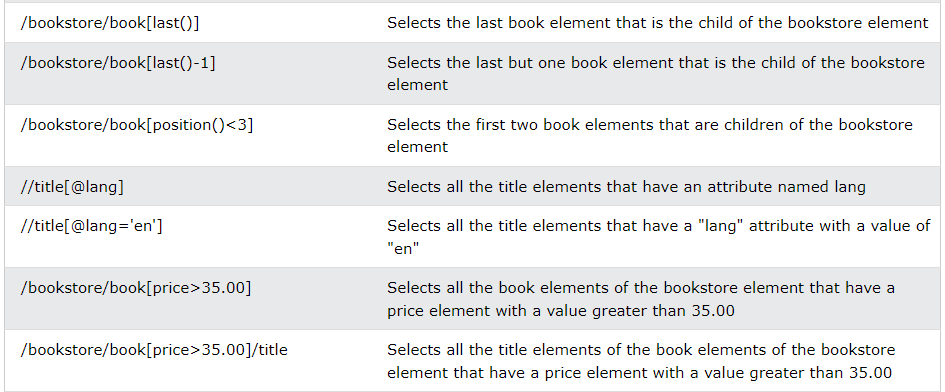 /bookstore/book[last()] Selects the last book element that is the child of the bookstore element
/bookstore/book[last()-1] Selects the last but one book element that is the child of the bookstore
element
/bookstore/book[position()<3] Selects the first two book elements that are children of the bookstore
element
//title[@lang] Selects all the title elements that have an attribute named lang
//title[@lang='en'] Selects all the title elements that have a "lang" attribute with a value of
"en"
/bookstore/book[price>35.00] Selects all the book elements of the bookstore element that have a
price element with a value greater than 35.00
/bookstore/book[price>35.00]/title Selects all the title elements of the book elements of the bookstore
element that have a price element with a value greater than 35.00